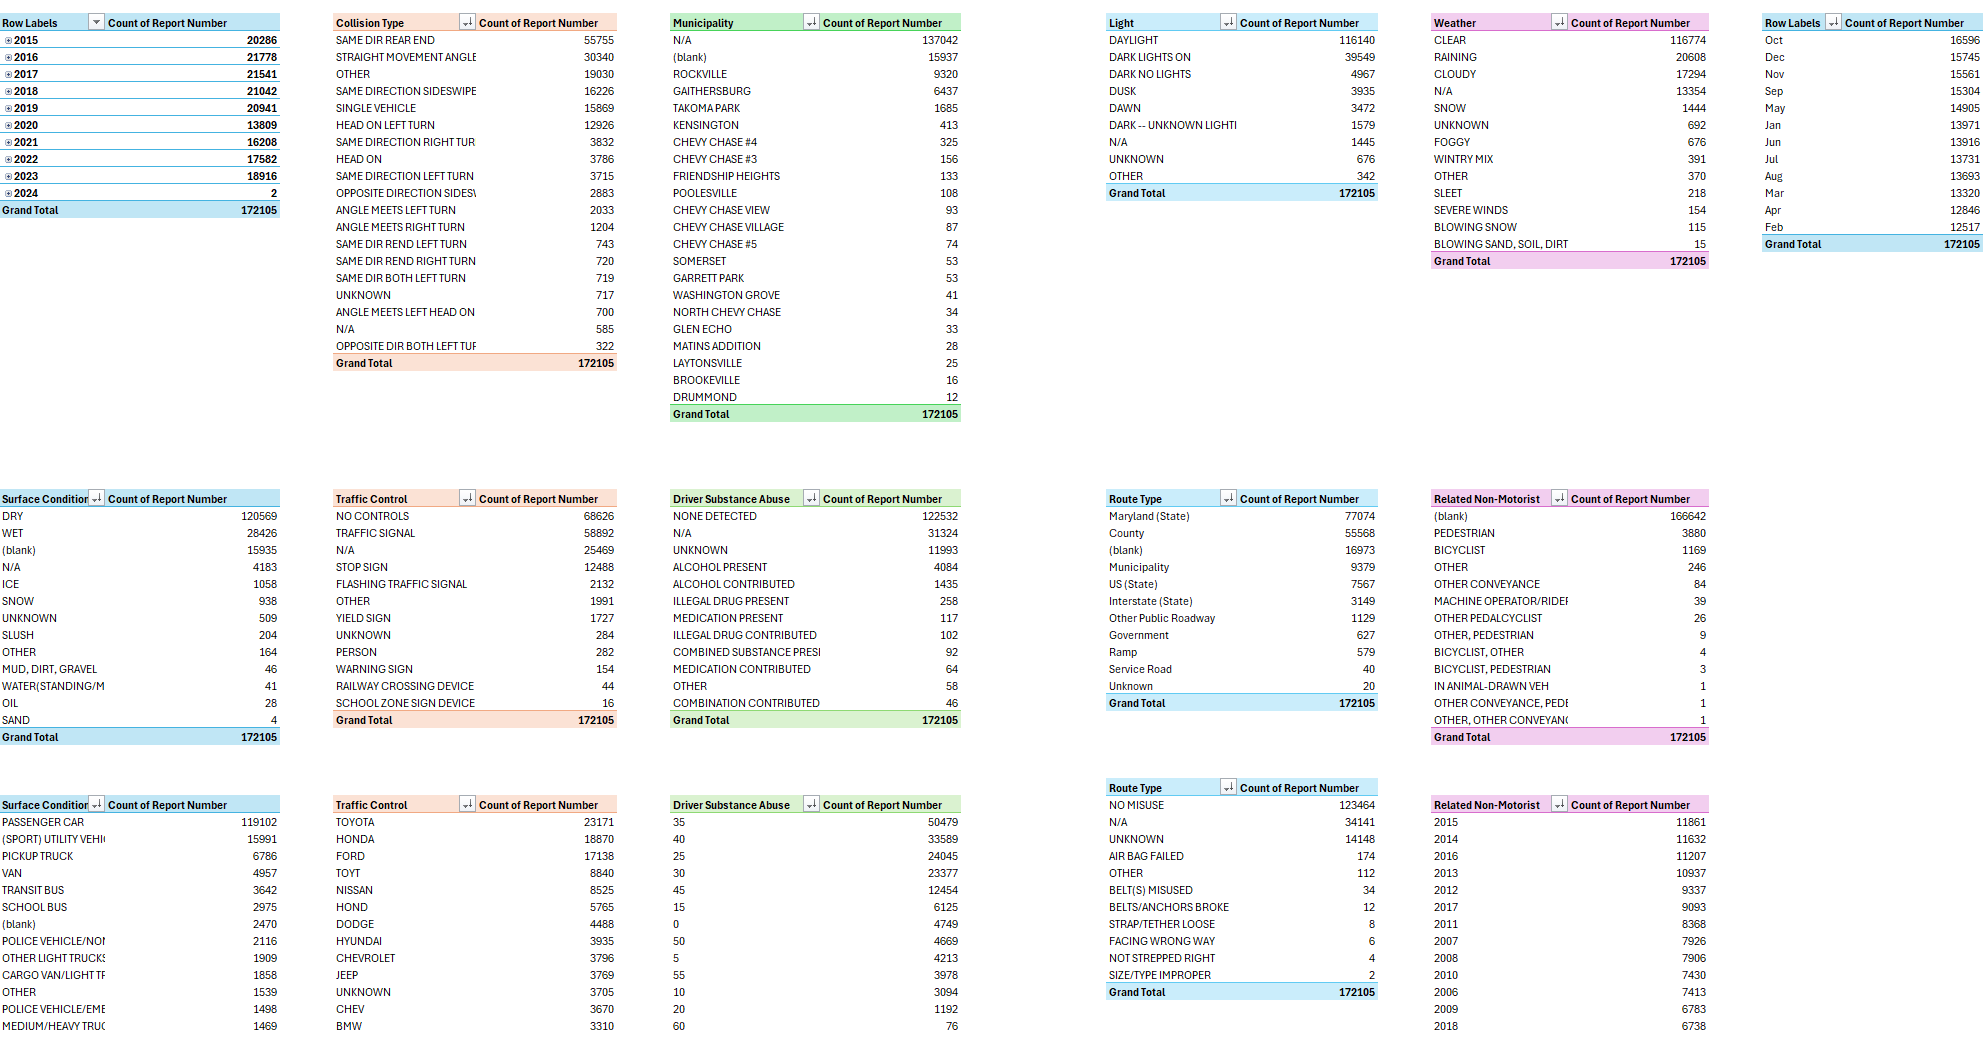 Row Labels Count of Report Number
2015 20286
2016 21778
2017 21541
2018 21042
2019 20941
2020 13809
2021 16208
2022 17582
2023 18916
2024 2
Grand Total 172105
Collision Type Count of Report Number
SAME DIR REAR END 55755
STRAIGHT MOVEMENT ANGLE 30340
OTHER 19030
SAME DIRECTION SIDESWIPE 16226
SINGLE VEHICLE 15869
HEAD ON LEFT TURN 12926
SAME DIRECTION RIGHT TUR 3832
HEAD ON 3786
SAME DIRECTION LEFT TURN 3715
OPPOSITE DIRECTION SIDES 2883
ANGLE MEETS LEFT TURN 2033
ANGLE MEETS RIGHT TURN 1204
SAME DIR REND LEFT TURN 743
SAME DIR REND RIGHT TURN 720
SAME DIR BOTH LEFT TURN 719
UNKNOWN 717
ANGLE MEETS LEFT HEAD ON 700
N/A 585
OPPOSITE DIR BOTH LEFT TUF 322
Grand Total 172105
Municipality Count of Report Number
N/A 137042
(blank) 15937
ROCKVILLE 9320
GAITHERSBURG 6437
TAKOMA PARK 1685
KENSINGTON 413
CHEVY CHASE #4 325
CHEVY CHASE #3 156
FRIENDSHIP HEIGHTS 133
POOLESVILLE 108
CHEVY CHASE VIEW 93
CHEVY CHASE VILLAGE 87
CHEVY CHASE #5 74
SOMERSET 53
GARRETT PARK 53
WASHINGTON GROVE 41
NORTH CHEVY CHASE 34
GLEN ECHO 33
MATINS ADDITION 28
LAYTONSVILLE 25
BROOKEVILLE 16
DRUMMOND 12
Grand Total 172105
Light Count of Report Number
DAYLIGHT 116140
DARK LIGHTS ON 39549
DARK NO LIGHTS 4967
DUSK 3935
DAWN 3472
DARK -- UNKNOWN LIGHTI 1579
N/A 1445
UNKNOWN 676
OTHER 342
Grand Total 172105
Weather Count of Report Number
CLEAR 116774
RAINING 20608
CLOUDY 17294
N/A 13354
SNOW 1444
UNKNOWN 692
FOGGY 676
WINTRY MIX 391
OTHER 370
SLEET 218
SEVERE WINDS 154
BLOWING SNOW 115
BLOWING SAND, SOIL, DIRT 15
Grand Total 172105
Row Labels Count of Report Number
Oct 16596
Dec 15745
Nov 15561
Sep 15304
May 14905
Jan 13971
Jun 13916
Jul 13731
Aug 13693
Mar 13320
Apr 12846
Feb 12517
Grand Total 172105
Surface Condition Count of Report Number
DRY 120569
WET 28426
(blank) 15935
N/A 4183
ICE 1058
SNOW 938
UNKNOWN 509
SLUSH 204
OTHER 164
MUD, DIRT, GRAVEL 46
WATER(STANDING/M 41
OIL 28
SAND 4
Grand Total 172105
Traffic Control Count of Report Number
NO CONTROLS 68626
TRAFFIC SIGNAL 58892
N/A 25469
STOP SIGN 12488
FLASHING TRAFFIC SIGNAL 2132
OTHER 1991
YIELD SIGN 1727
UNKNOWN 284
PERSON 282
WARNING SIGN 154
RAILWAY CROSSING DEVICE 44
SCHOOL ZONE SIGN DEVICE 16
Grand Total 172105
Driver Substance Abuse Count of Report Number
NONE DETECTED 122532
N/A 31324
UNKNOWN 11993
ALCOHOL PRESENT 4084
ALCOHOL CONTRIBUTED 1435
ILLEGAL DRUG PRESENT 258
MEDICATION PRESENT 117
ILLEGAL DRUG CONTRIBUTED 102
COMBINED SUBSTANCE PRESI 92
MEDICATION CONTRIBUTED 64
OTHER 58
COMBINATION CONTRIBUTED 46
Grand Total 172105
Route Type Count of Report Number
Maryland (State) 77074
County 55568
(blank) 16973
Municipality 9379
US (State) 7567
Interstate (State) 3149
Other Public Roadway 1129
Government 627
Ramp 579
Service Road 40
Unknown 20
Grand Total 172105
Related Non-Motorist Count of Report Number
(blank) 166642
PEDESTRIAN 3880
BICYCLIST 1169
OTHER 246
OTHER CONVEYANCE 84
MACHINE OPERATOR/RIDEF 39
OTHER PEDALCYCLIST 26
OTHER, PEDESTRIAN 9
BICYCLIST, OTHER 4
BICYCLIST, PEDESTRIAN 3
IN ANIMAL-DRAWN VEH 1
OTHER CONVEYANCE, PEDE 1
OTHER, OTHER CONVEYANC 1
Grand Total 172105
Surface Condition Count of Report Number
PASSENGER CAR 119102
(SPORT) UTILITY VEHI 15991
PICKUP TRUCK 6786
VAN 4957
TRANSIT BUS 3642
SCHOOL BUS 2975
(blank) 2470
POLICE VEHICLE/NON 2116
OTHER LIGHT TRUCKS 1909
CARGO VAN/LIGHT TF 1858
OTHER 1539
POLICE VEHICLE/EME 1498
MEDIUM/HEAVY TRUC 1469
Traffic Control Count of Report Number
TOYOTA 23171
HONDA 18870
FORD 17138
TOYT 8840
NISSAN 8525
HOND 5765
DODGE 4488
HYUNDAI 3935
CHEVROLET 3796
JEEP 3769
UNKNOWN 3705
CHEV 3670
BMW 3310
Driver Substance Abuse Count of Report Number
35 50479
40 33589
25 24045
30 23377
45 12454
15 6125
0 4749
50 4669
5 4213
55 3978
10 3094
20 1192
60 76
Route Type Count of Report Number
NO MISUSE 123464
N/A 34141
UNKNOWN 14148
AIR BAG FAILED 174
OTHER 112
BELT(S) MISUSED 34
BELTS/ANCHORS BROKE 12
STRAP/TETHER LOOSE 8
FACING WRONG WAY 6
NOT STREPPED RIGHT 4
SIZE/TYPE IMPROPER 2
Grand Total 172105
Related Non-Motorist Count of Report Number
2015 11861
2014 11632
2016 11207
2013 10937
2012 9337
2017 9093
2011 8368
2007 7926
2008 7906
2010 7430
2006 7413
2009 6783
2018 6738